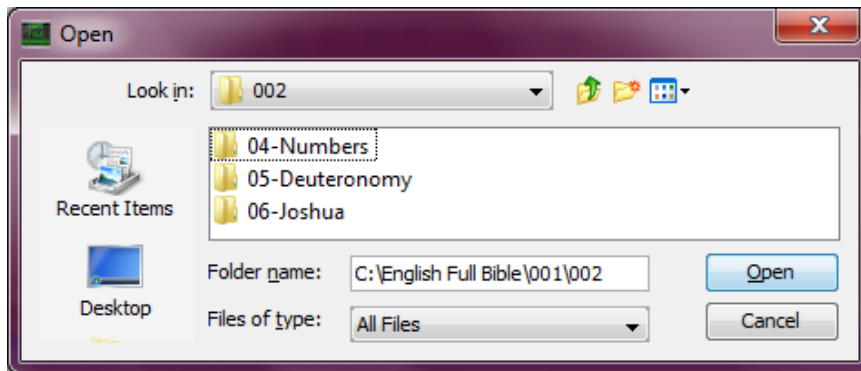 Open
Look in: 002
04-Numbers
05-Deuteronomy
06-Joshua
Recent Items
Desktop
Folder name: C:\English Full Bible\001\002 Open
Files of type: All Files Cancel